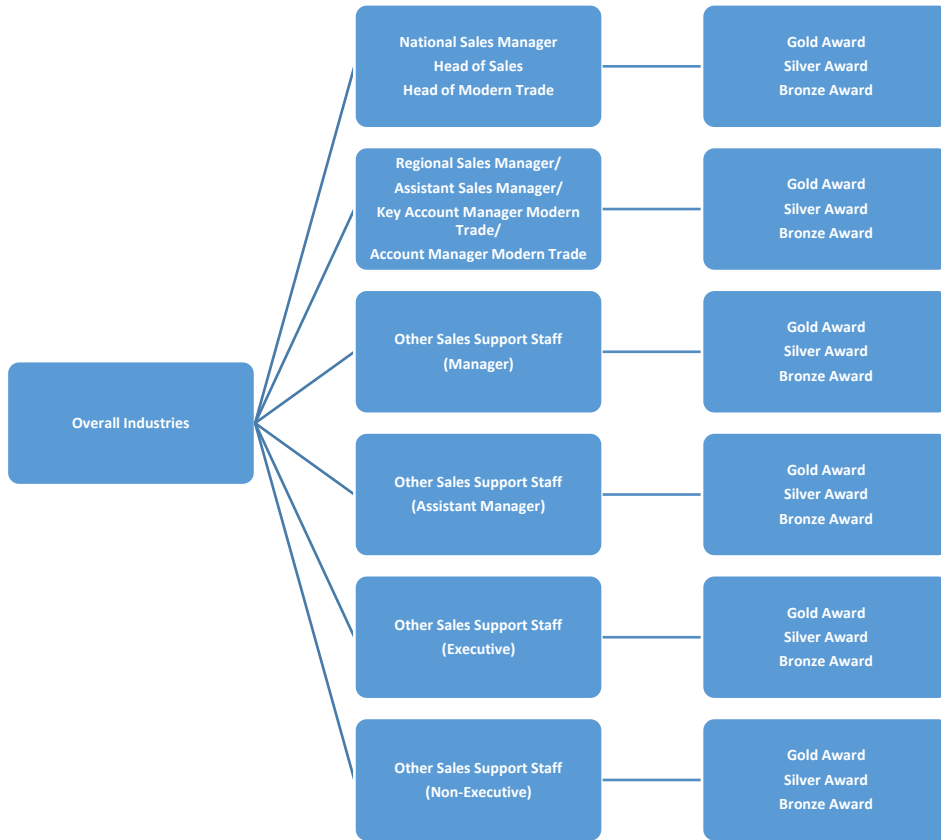 National Sales Manager
Head of Sales
Head of Modern Trade
Gold Award
Silver Award
Bronze Award
Regional Sales Manager/
Assistant Sales Manager/
Key Account Manager Modern
Trade/
Account Manager Modern Trade
Gold Award
Silver Award
Bronze Award
Other Sales Support Staff
(Manager)
Gold Award
Silver Award
Bronze Award
Overall Industries
Other Sales Support Staff
(Assistant Manager)
Gold Award
Silver Award
Bronze Award
Other Sales Support Staff
(Executive)
Gold Award
Silver Award
Bronze Award
Other Sales Support Staff
(Non-Executive)
Gold Award
Silver Award
Bronze Award